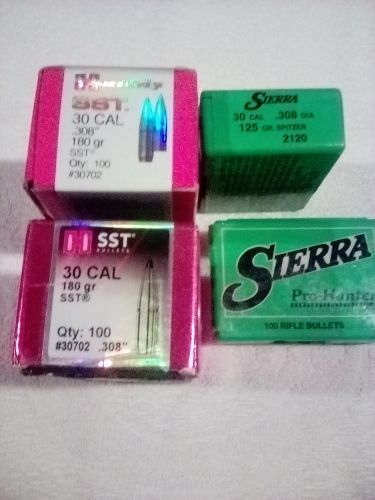 SST
30 CAL
.308"
180 gr
SST®
Qty: 100
#30702
SIERRA
30 CAL .308 DIA
125 GR. SPITZER
2120
H SST®
BULLETS
30 CAL
180 gr
SST®
Qty: 100
#30702 .308"
SIERRA
Pro-Hunter
100 RIFLE BULLETS